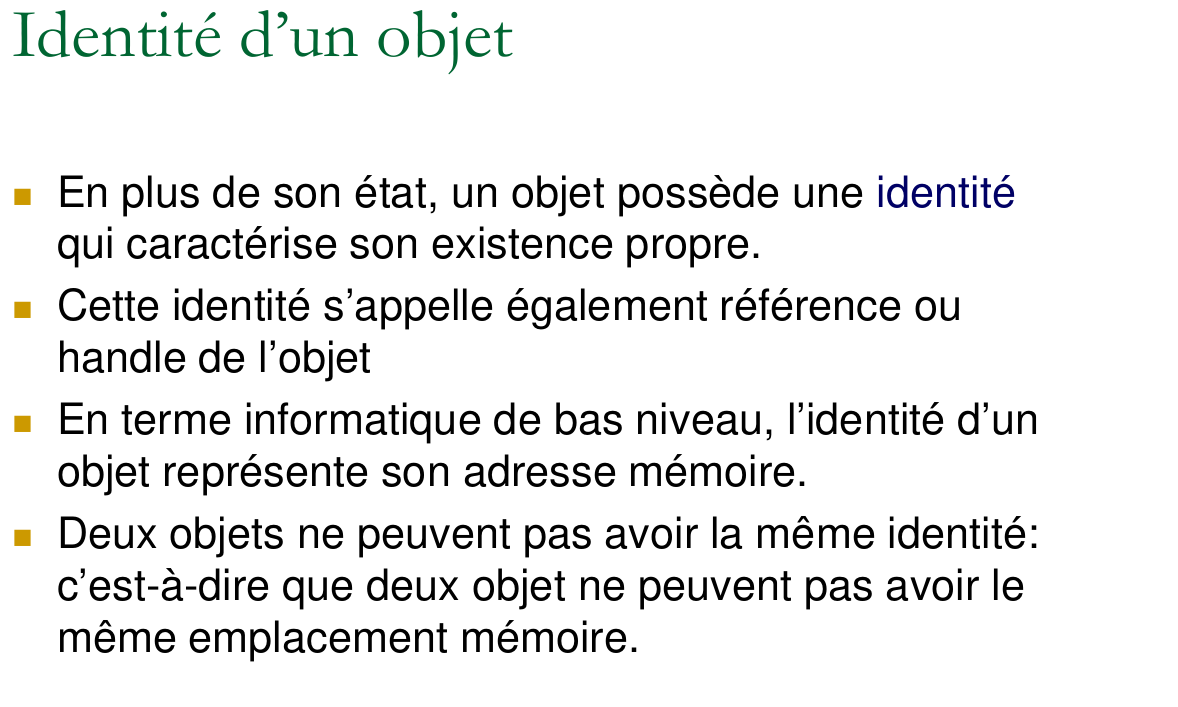 Identité d’un objet
En plus de son état, un objet possède une identité
qui caractérise son existence propre.
Cette identité s’appelle également référence ou
handle de l’objet
En terme informatique de bas niveau, l’identité d’un
objet représente son adresse mémoire.
Deux objets ne peuvent pas avoir la même identité:
c’est-à-dire que deux objet ne peuvent pas avoir le
même emplacement mémoire.